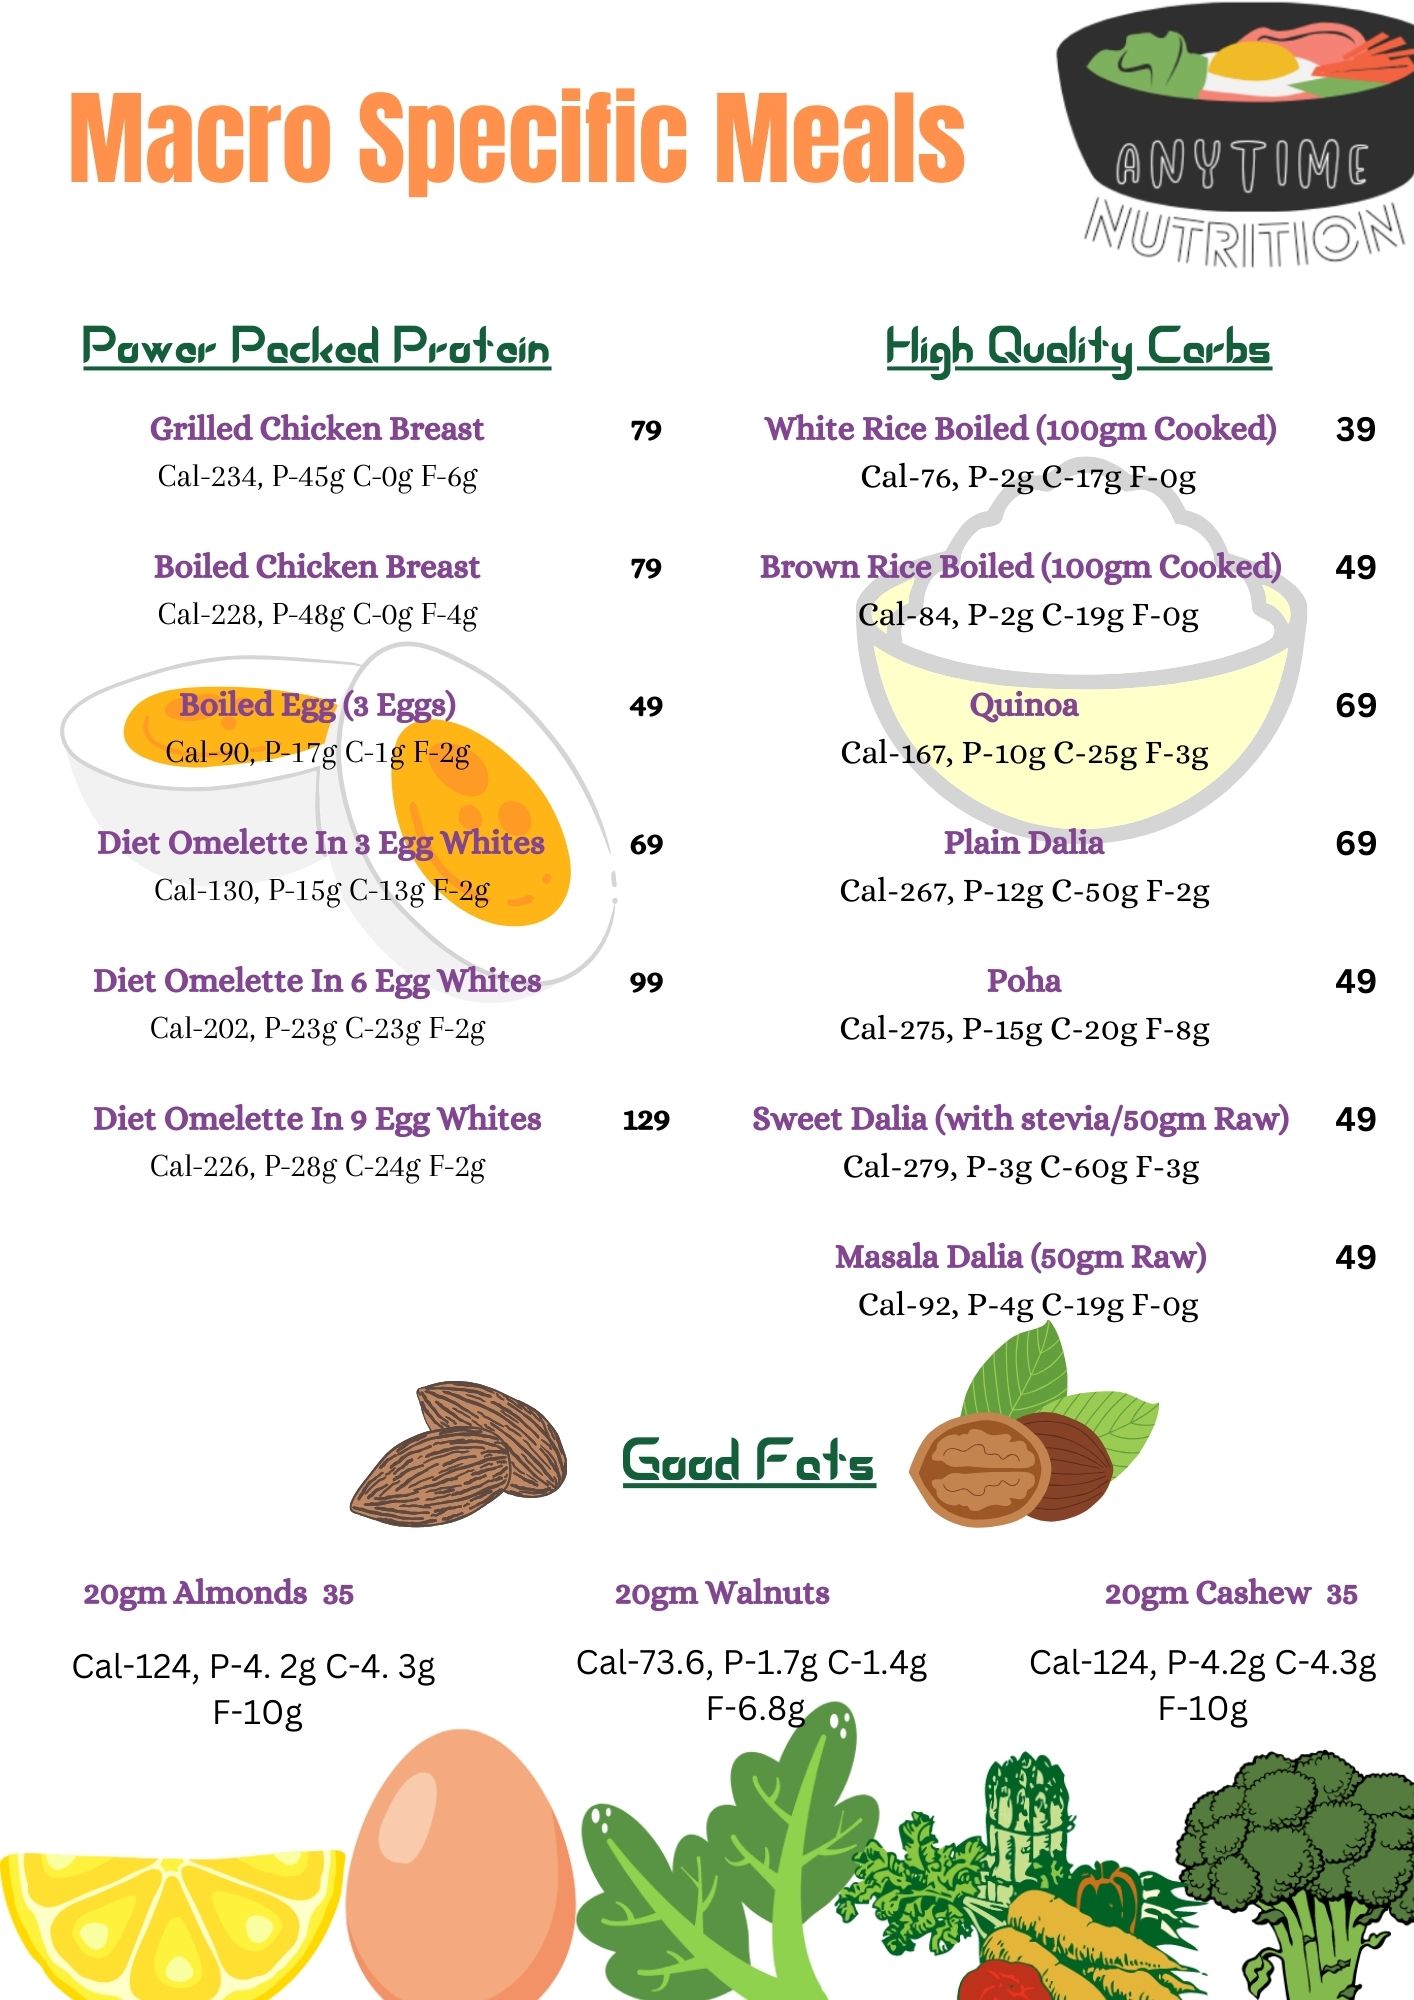 Macro Specific Meals
ANYTIME
NUTRITION
Power Packed Protein
Grilled Chicken Breast 79
Cal-234, P-45g C-0g F-6g
Boiled Chicken Breast 79
Cal-228, P-48g C-0g F-4g
Boiled Egg (3 Eggs) 49
Cal-90, P-17g C-1g F-2g
Diet Omelette In 3 Egg Whites 69
Cal-130, P-15g C-13g F-2g
Diet Omelette In 6 Egg Whites 99
Cal-202, P-23g C-23g F-2g
Diet Omelette In 9 Egg Whites 129
Cal-226, P-28g C-24g F-2g
High Quality Carbs
White Rice Boiled (100gm Cooked) 39
Cal-76, P-2g C-17g F-0g
Brown Rice Boiled (100gm Cooked) 49
Cal-84, P-2g C-19g F-0g
Quinoa 69
Cal-167, P-10g C-25g F-3g
Plain Dalia 69
Cal-267, P-12g C-50g F-2g
Poha 49
Cal-275, P-15g C-20g F-8g
Sweet Dalia (with stevia/50gm Raw) 49
Cal-279, P-3g C-60g F-3g
Masala Dalia (50gm Raw) 49
Cal-92, P-4g C-19g F-0g
Good Fats
20gm Almonds 35
Cal-124, P-4. 2g C-4. 3g
F-10g
20gm Walnuts
Cal-73.6, P-1.7g C-1.4g
F-6.8g
20gm Cashew 35
Cal-124, P-4.2g C-4.3g
F-10g